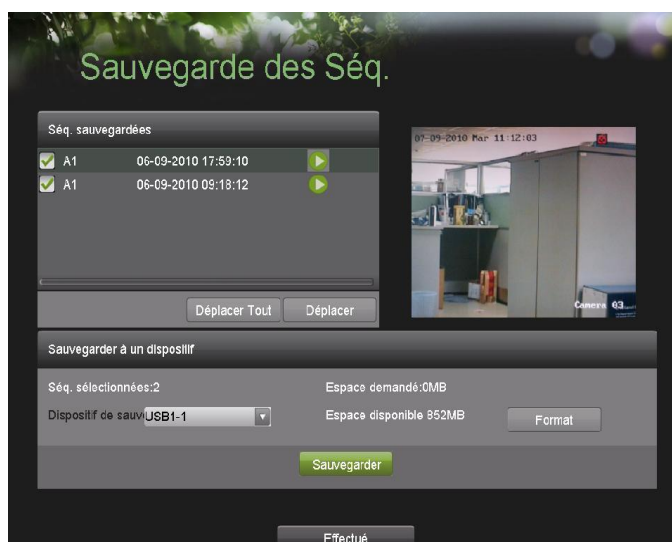 Sauvegarde des Séq.
Séq. sauvegardées
A1 06-09-2010 17:59:10
A1 06-09-2010 09:18:12
Déplacer Tout Déplacer
07-09-2010 Mar 11:12:03
Camera 03
Sauvegarder à un dispositif
Séq. sélectionnées:2 Espace demandé:0MB
Dispositif de sauv USB1-1 Espace disponible 852MB Format
Sauvegarder
Effectué